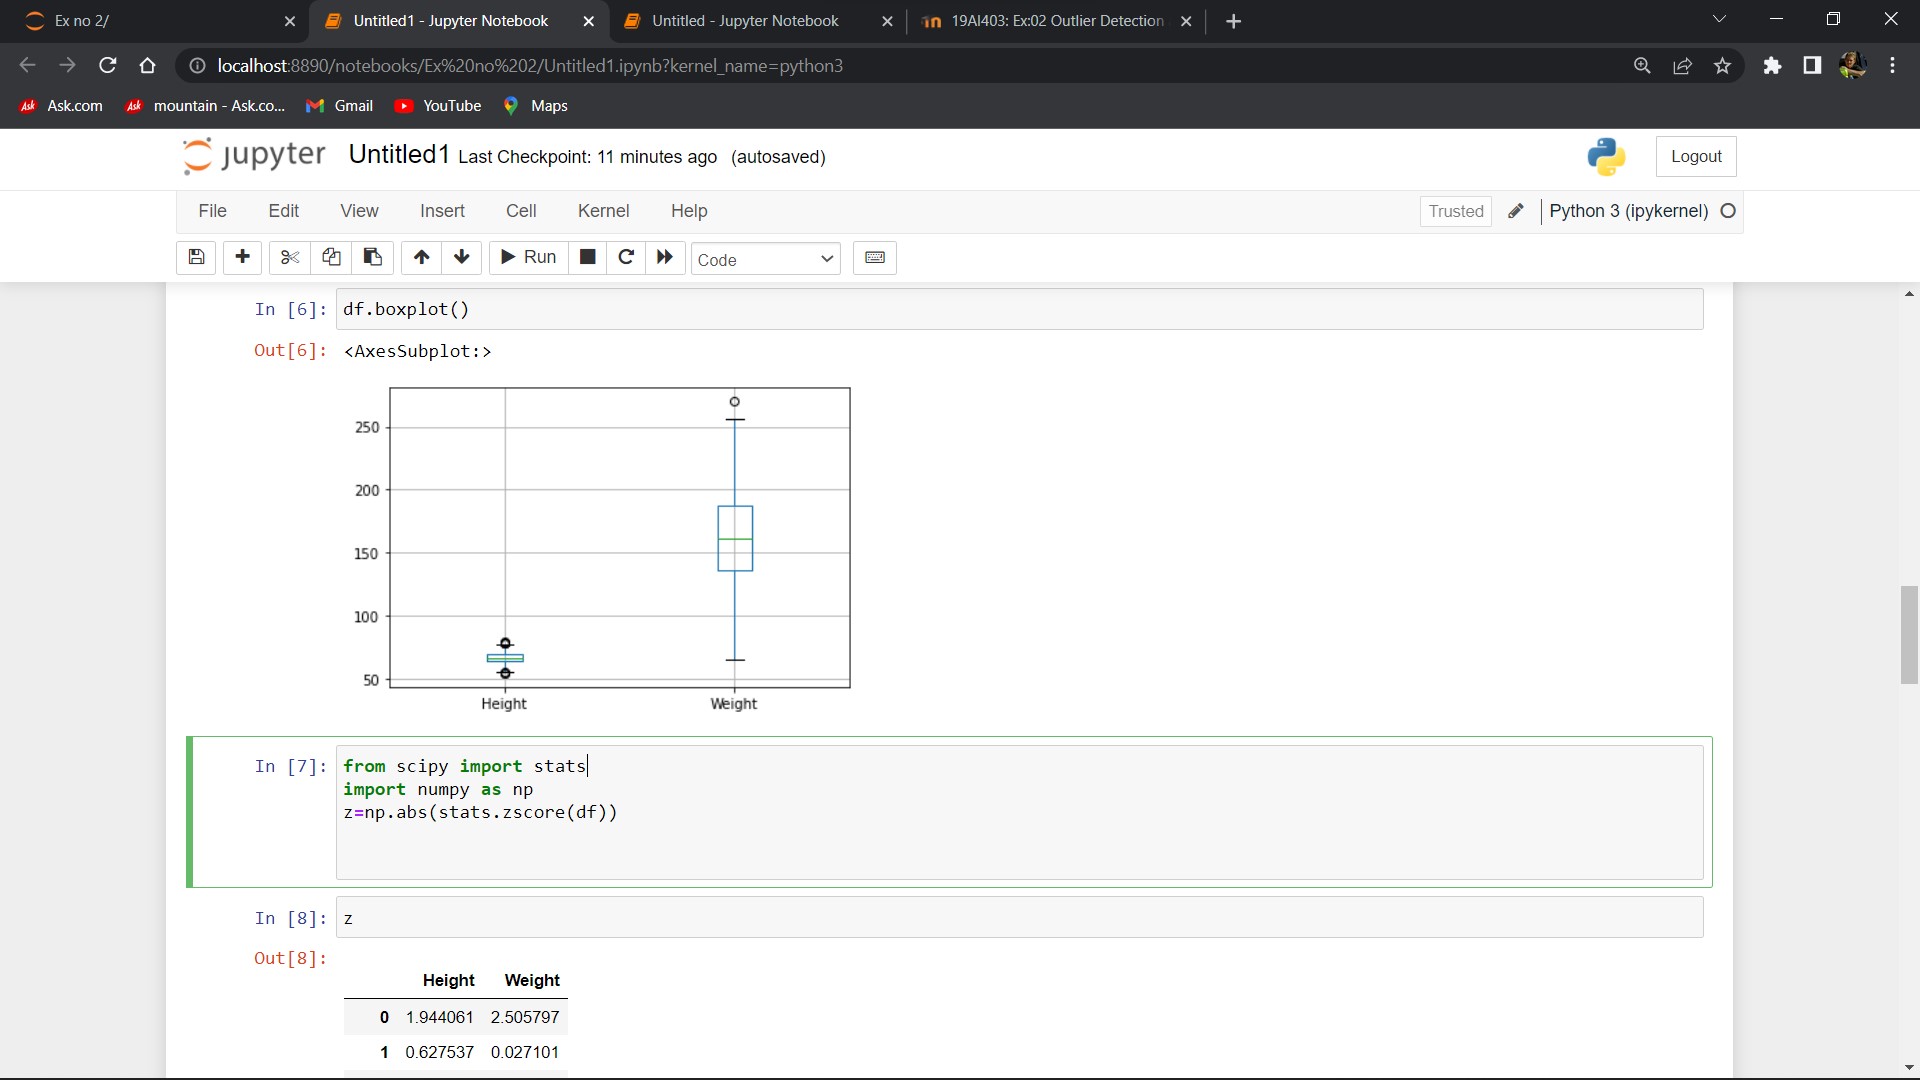 Ex no 2/
Untitled1 - Jupyter Notebook
Untitled - Jupyter Notebook
19AI403: Ex:02 Outlier Detection
localhost:8890/notebooks/Ex%20no%202/Untitled1.ipynb?kernel_name=python3
Ask Ask.com
Ask mountain - Ask.co...
Gmail
YouTube
Maps
jupyter Untitled1 Last Checkpoint: 11 minutes ago (autosaved)
Logout
File Edit View Insert Cell Kernel Help
Trusted
Python 3 (ipykernel)
Run
Code
In [6]: df.boxplot()
Out[6]: <AxesSubplot:>
250
200
150
100
50
Height Weight
In [7]: from scipy import stats
import numpy as np
z=np.abs(stats.zscore(df))
In [8]: z
Out[8]:
Height Weight
0 1.944061 2.505797
1 0.627537 0.027101